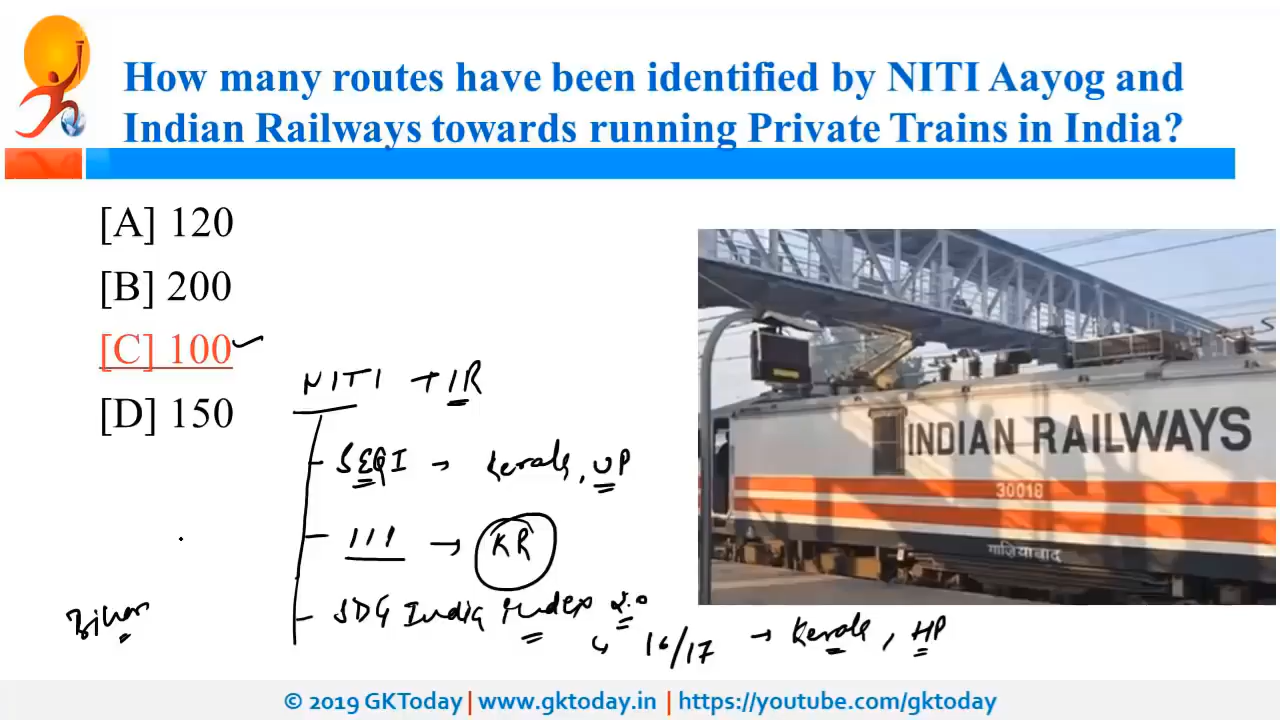 How many routes have been identified by NITI Aayog and
Indian Railways towards running Private Trains in India?
[A] 120
[B] 200
[C] 100
[D] 150
NITI + IR
SEQI → Kerala, UP
III → KR
SDG India Index 2.0
16/17 → Kerala, HP
Bihar
INDIAN RAILWAYS
30018
गाज़ियाबाद
© 2019 GKToday | www.gktoday.in | https://youtube.com/gktoday